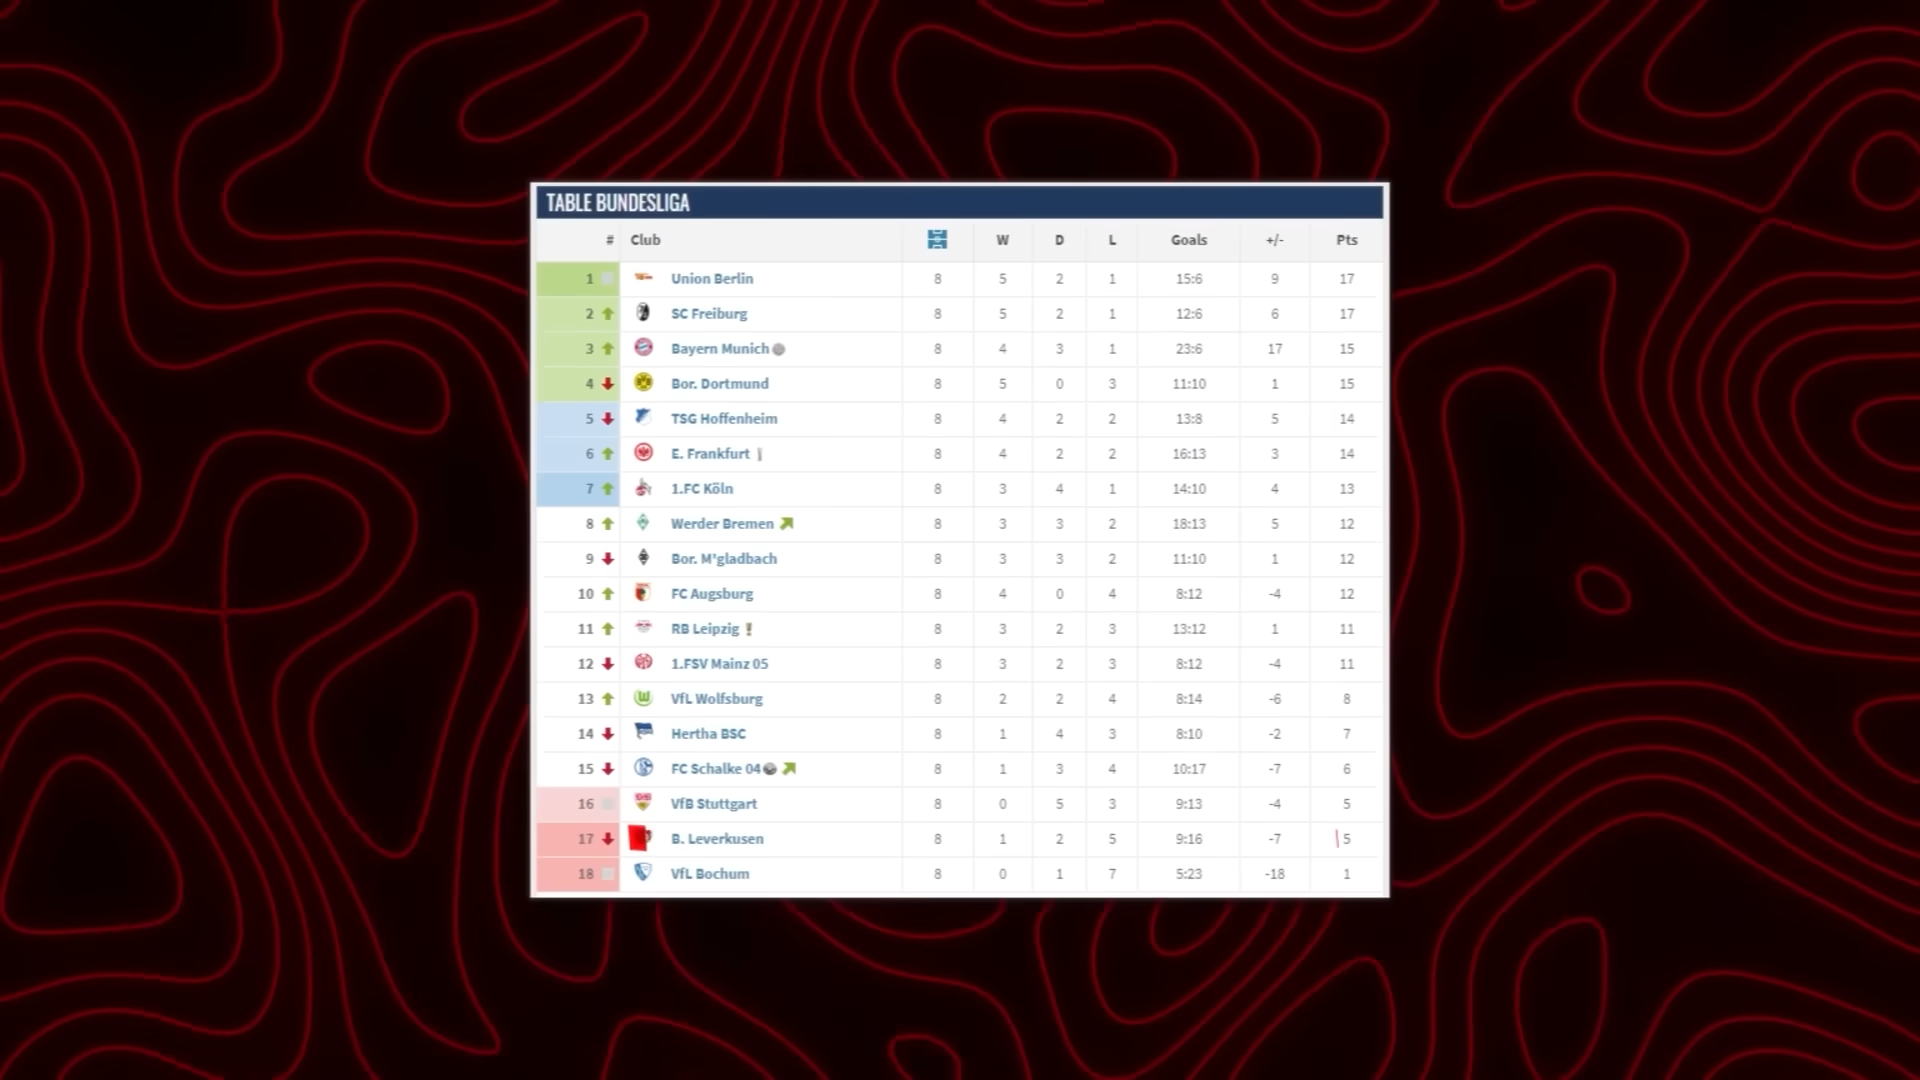 TABLE BUNDESLIGA
# Club W D L Goals +/- Pts
1 Union Berlin 8 5 2 1 15:6 9 17
2 SC Freiburg 8 5 2 1 12:6 6 17
3 Bayern Munich 8 4 3 1 23:6 17 15
4 Bor. Dortmund 8 5 0 3 11:10 1 15
5 TSG Hoffenheim 8 4 2 2 13:8 5 14
6 E. Frankfurt 8 4 2 2 16:13 3 14
7 1.FC Köln 8 3 4 1 14:10 4 13
8 Werder Bremen 8 3 3 2 18:13 5 12
9 Bor. M'gladbach 8 3 3 2 11:10 1 12
10 FC Augsburg 8 4 0 4 8:12 -4 12
11 RB Leipzig 8 3 2 3 13:12 1 11
12 1.FSV Mainz 05 8 3 2 3 8:12 -4 11
13 VfL Wolfsburg 8 2 2 4 8:14 -6 8
14 Hertha BSC 8 1 4 3 8:10 -2 7
15 FC Schalke 04 8 1 3 4 10:17 -7 6
16 VfB Stuttgart 8 0 5 3 9:13 -4 5
17 B. Leverkusen 8 1 2 5 9:16 -7 5
18 VfL Bochum 8 0 1 7 5:23 -18 1